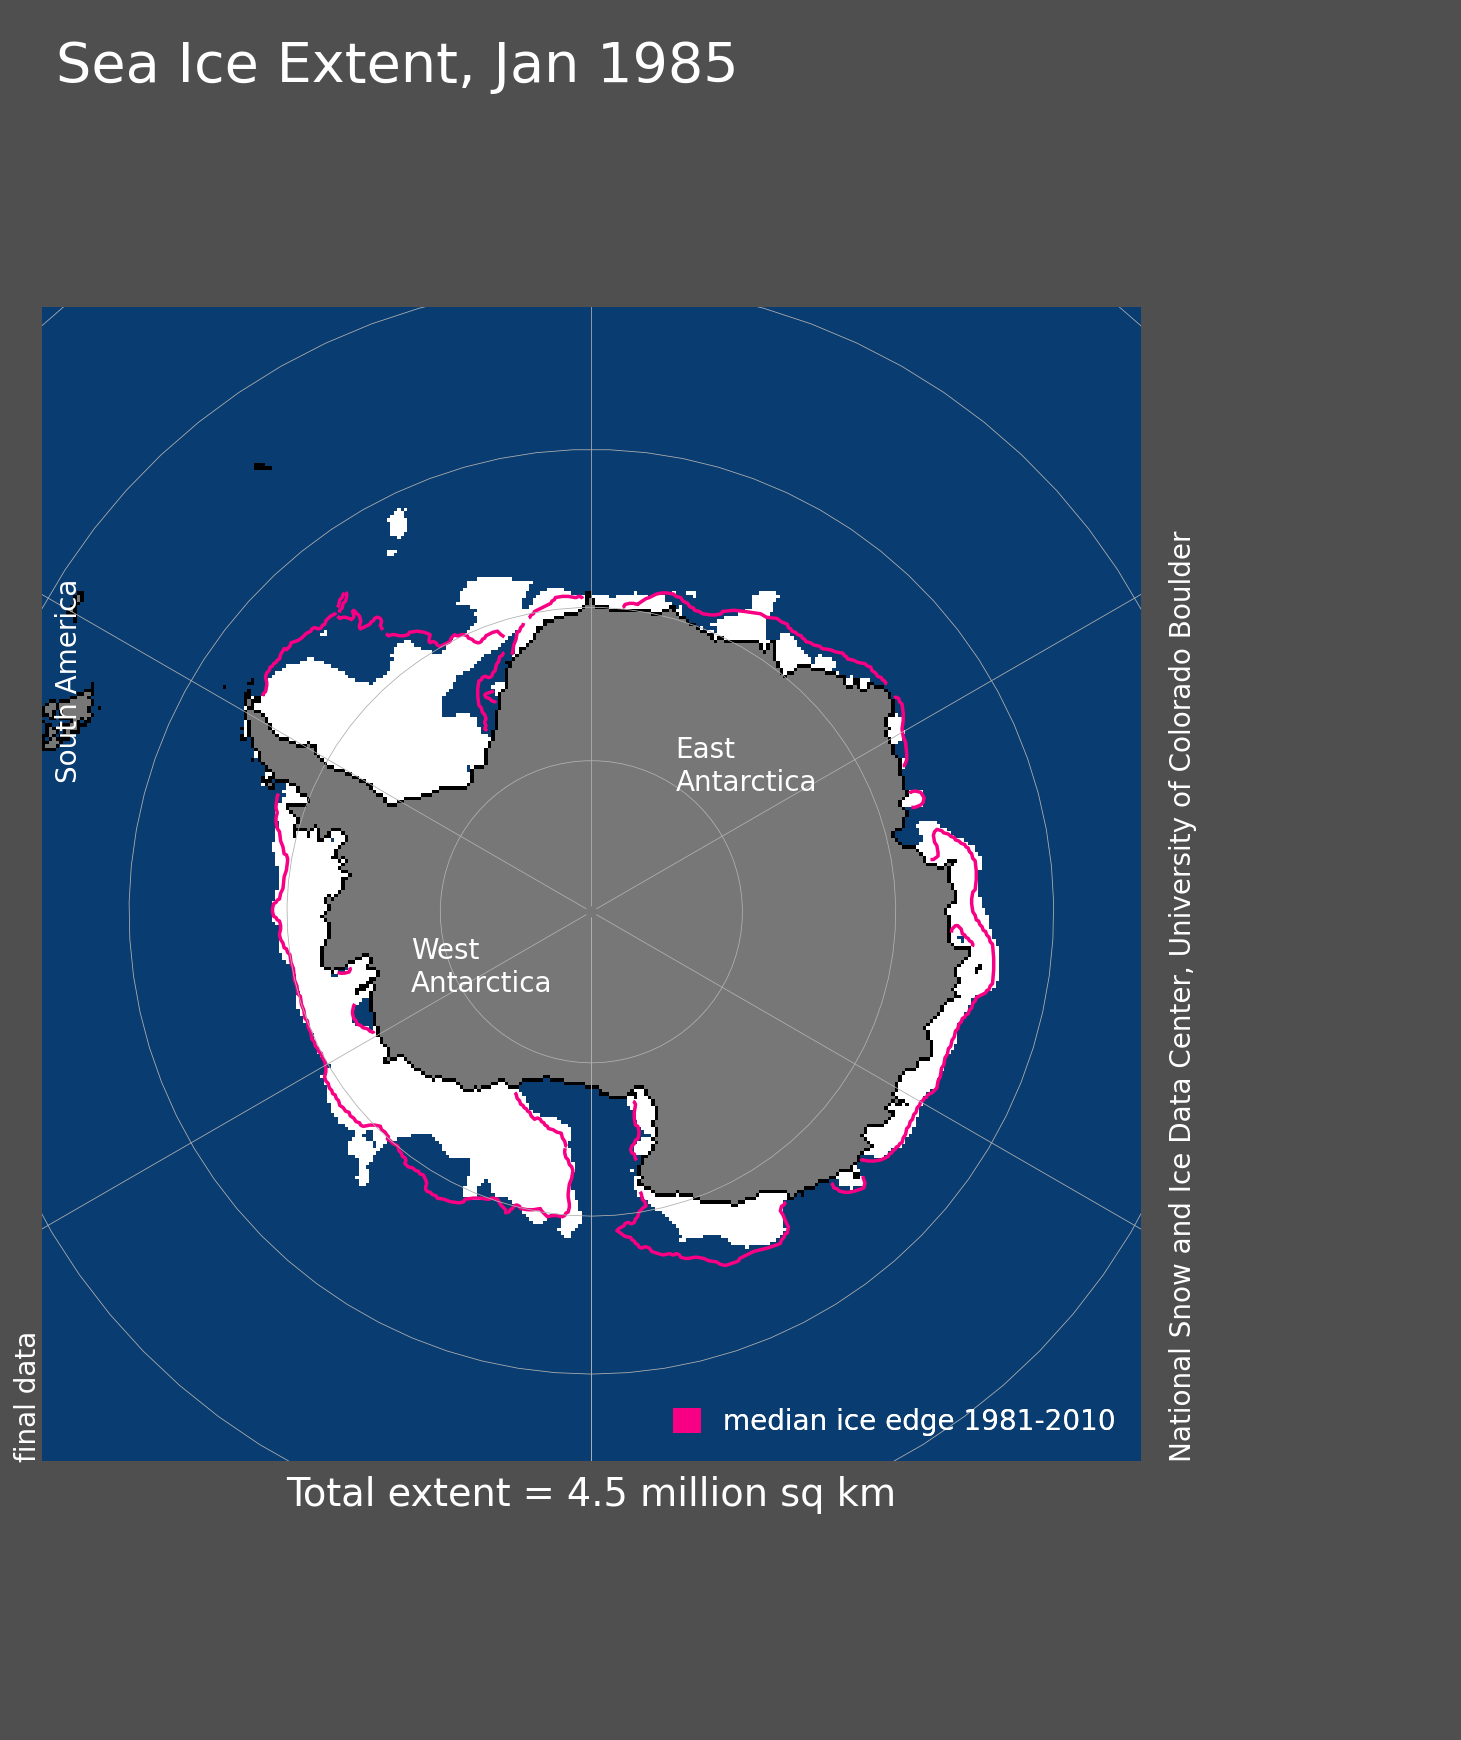 Sea Ice Extent, Jan 1985
South America
East
Antarctica
West
Antarctica
National Snow and Ice Data Center, University of Colorado Boulder
final data
median ice edge 1981-2010
Total extent = 4.5 million sq km